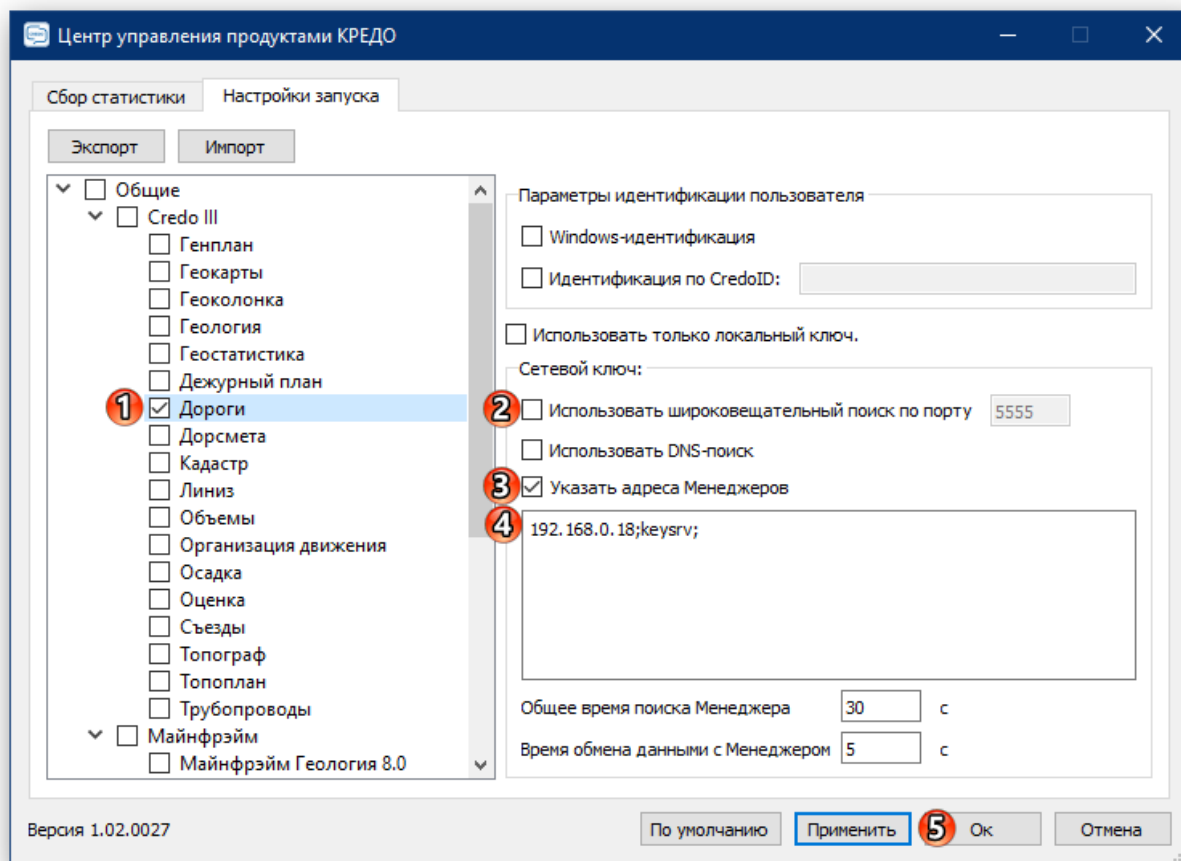 Центр управления продуктами КРЕДО
Сбор статистики
Настройки запуска
Экспорт
Импорт
Общие
Credo III
Генплан
Геокарты
Геоколонка
Геология
Геостатистика
Дежурный план
1 Дороги
Дорсмета
Кадастр
Линиз
Объемы
Организация движения
Осадка
Оценка
Съезды
Топограф
Топоплан
Трубопроводы
Майнфрэйм
Майнфрэйм Геология 8.0
Параметры идентификации пользователя
Windows-идентификация
Идентификация по CredoID:
Использовать только локальный ключ.
Сетевой ключ:
2 Использовать широковещательный поиск по порту 5555
Использовать DNS-поиск
3 Указать адреса Менеджеров
4 192.168.0.18;keysrv;
Общее время поиска Менеджера 30 с
Время обмена данными с Менеджером 5 с
Версия 1.02.0027
По умолчанию
Применить
5 Ок
Отмена